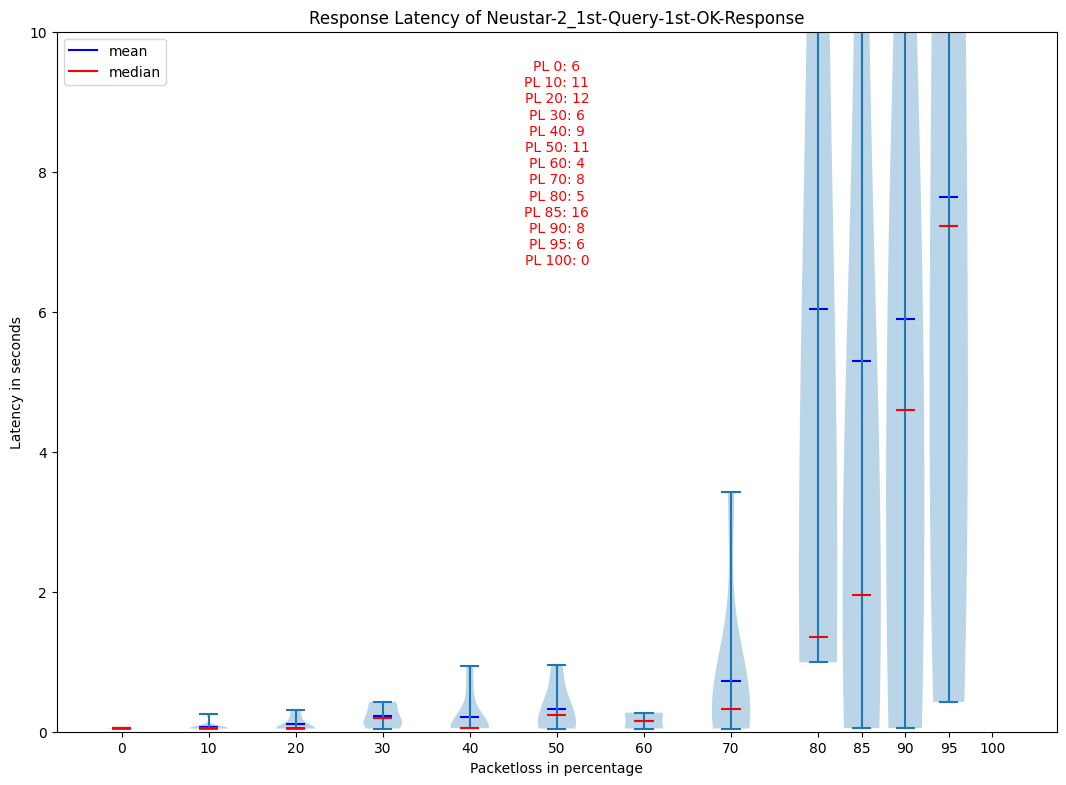 Response Latency of Neustar-2_1st-Query-1st-OK-Response
mean
median
PL 0: 6
PL 10: 11
PL 20: 12
PL 30: 6
PL 40: 9
PL 50: 11
PL 60: 4
PL 70: 8
PL 80: 5
PL 85: 16
PL 90: 8
PL 95: 6
PL 100: 0
Latency in seconds
10
8
6
4
2
0
0 10 20 30 40 50 60 70 80 85 90 95 100
Packetloss in percentage